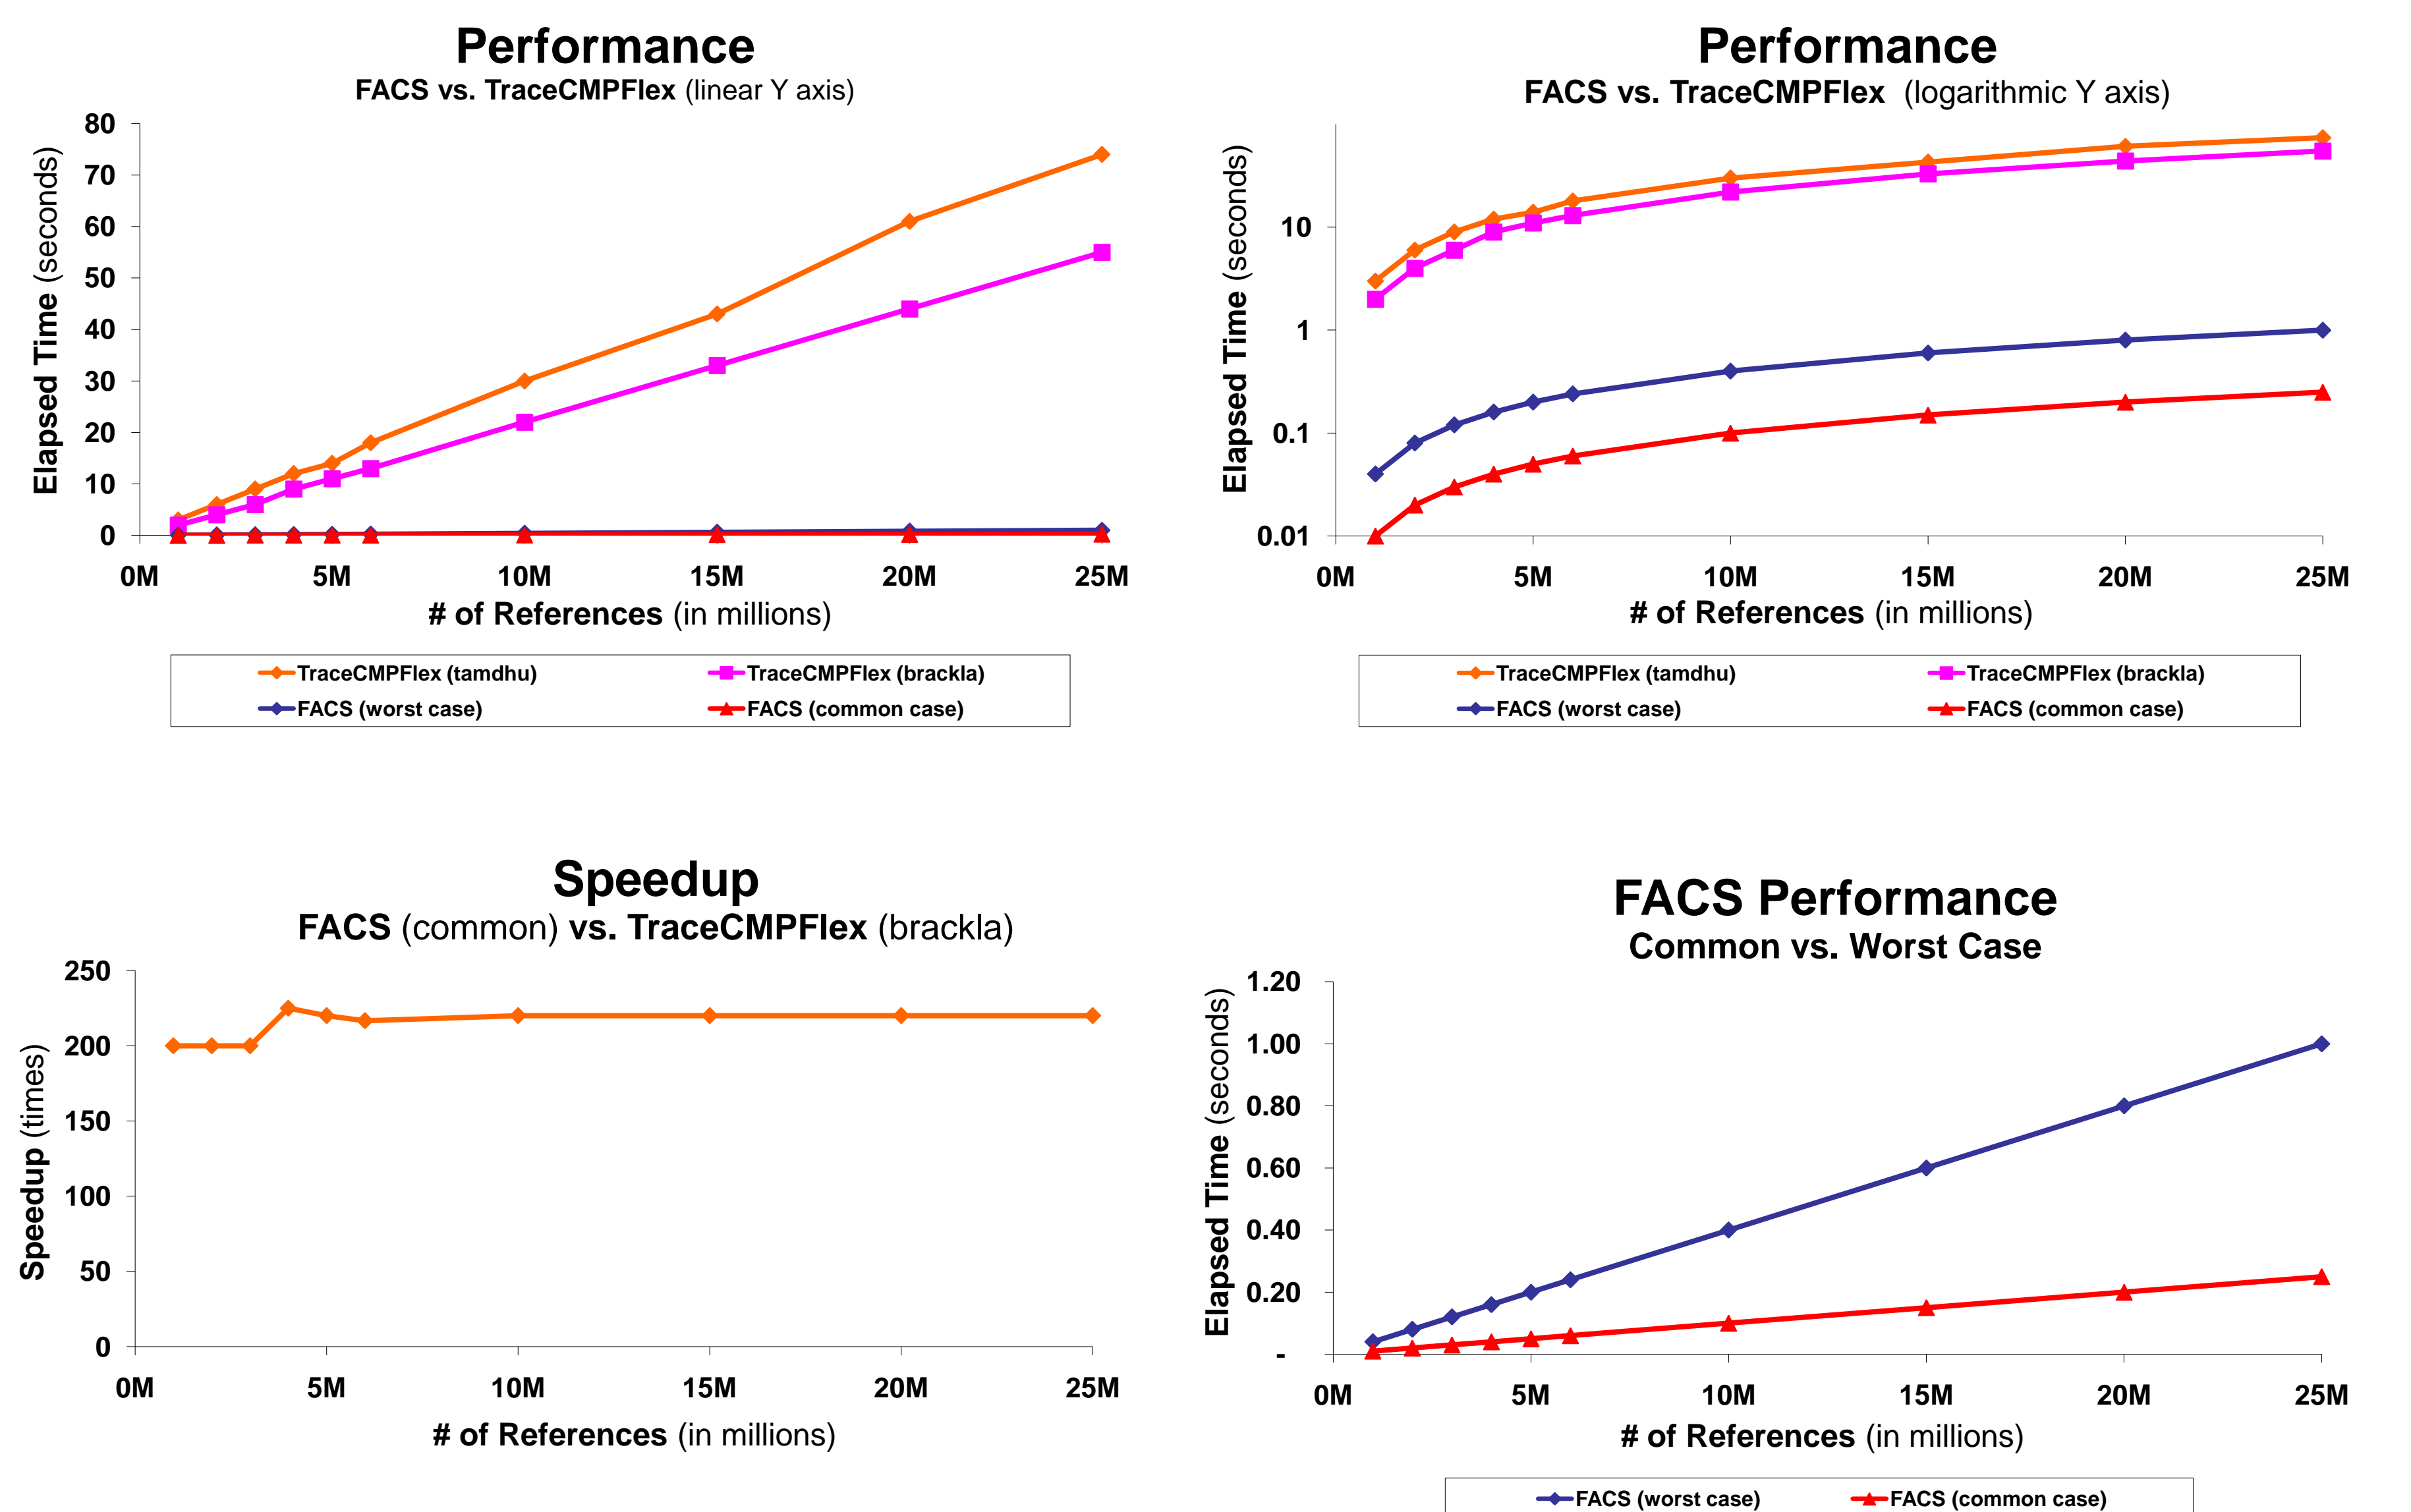 Performance
FACS vs. TraceCMPFlex (linear Y axis)
80
70
60
50
40
30
20
10
0
Elapsed Time (seconds)
0M 5M 10M 15M 20M 25M
# of References (in millions)
TraceCMPFlex (tamdhu) TraceCMPFlex (brackla)
FACS (worst case) FACS (common case)
Performance
FACS vs. TraceCMPFlex (logarithmic Y axis)
10
1
0.1
0.01
Elapsed Time (seconds)
0M 5M 10M 15M 20M 25M
# of References (in millions)
TraceCMPFlex (tamdhu) TraceCMPFlex (brackla)
FACS (worst case) FACS (common case)
Speedup
FACS (common) vs. TraceCMPFlex (brackla)
250
200
150
100
50
0
Speedup (times)
0M 5M 10M 15M 20M 25M
# of References (in millions)
FACS Performance
Common vs. Worst Case
1.20
1.00
0.80
0.60
0.40
0.20
-
Elapsed Time (seconds)
0M 5M 10M 15M 20M 25M
# of References (in millions)
FACS (worst case) FACS (common case)